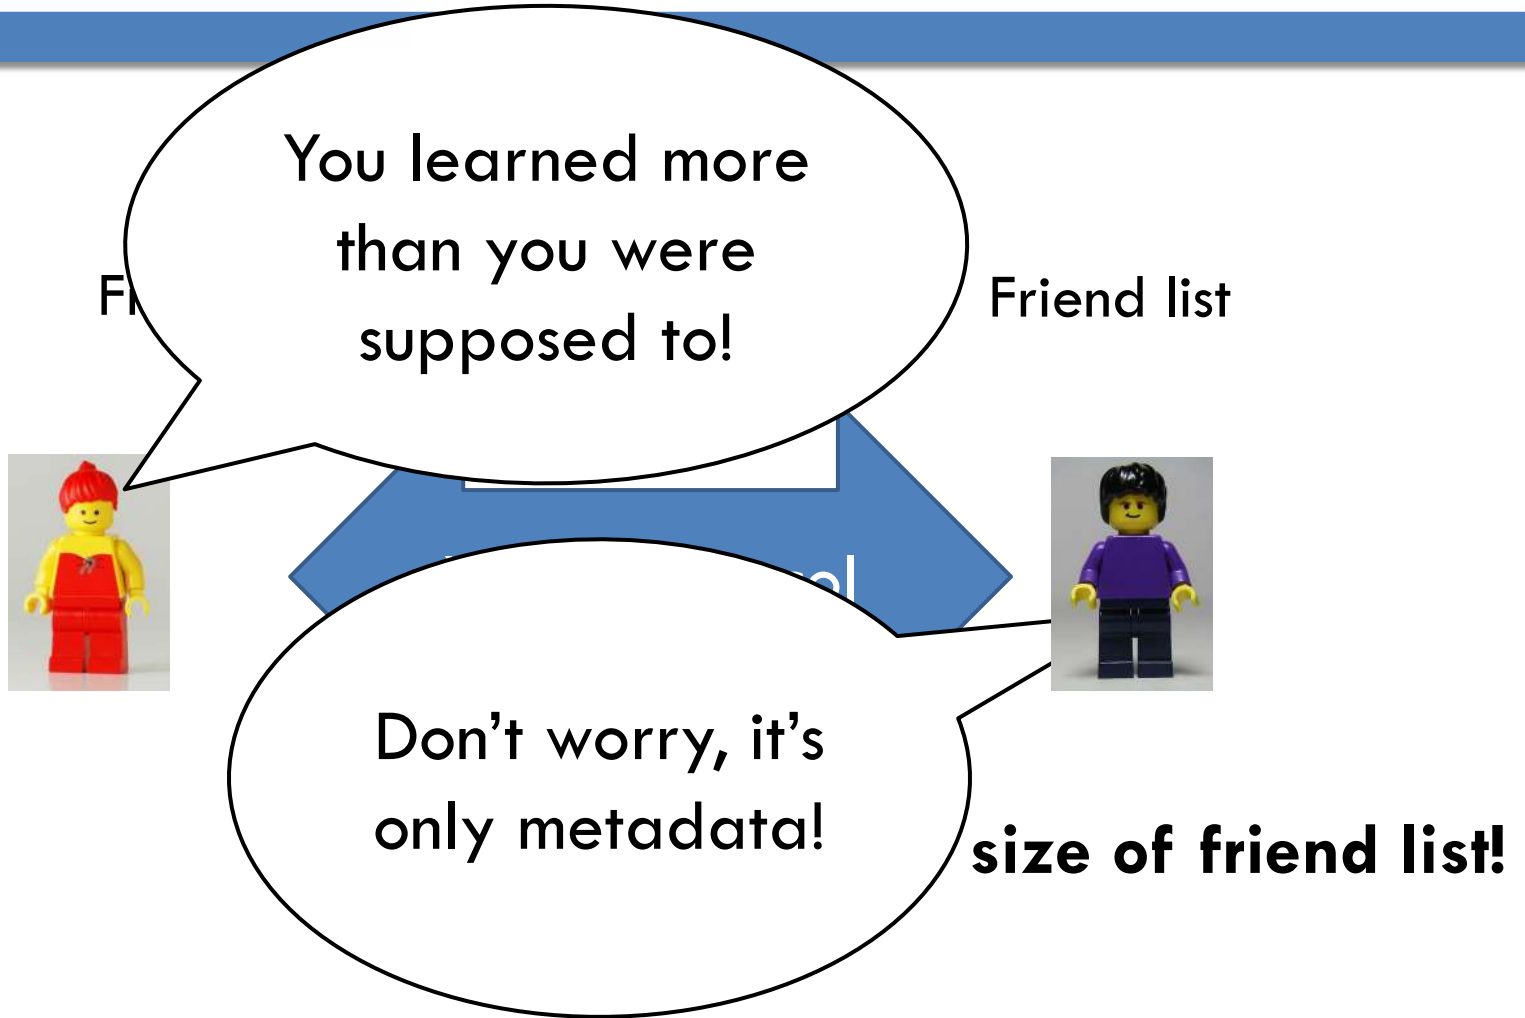 You learned more
than you were
supposed to!
Friend list
Don’t worry, it’s
only metadata!
size of friend list!